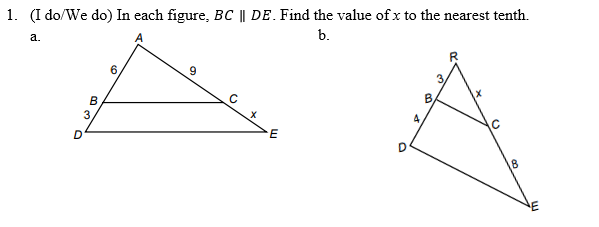 1. (I do/We do) In each figure, BC || DE. Find the value of x to the nearest tenth.
a.
b.
A
6
9
B
C
3
x
D
E
R
3
x
B
4
C
D
8
E